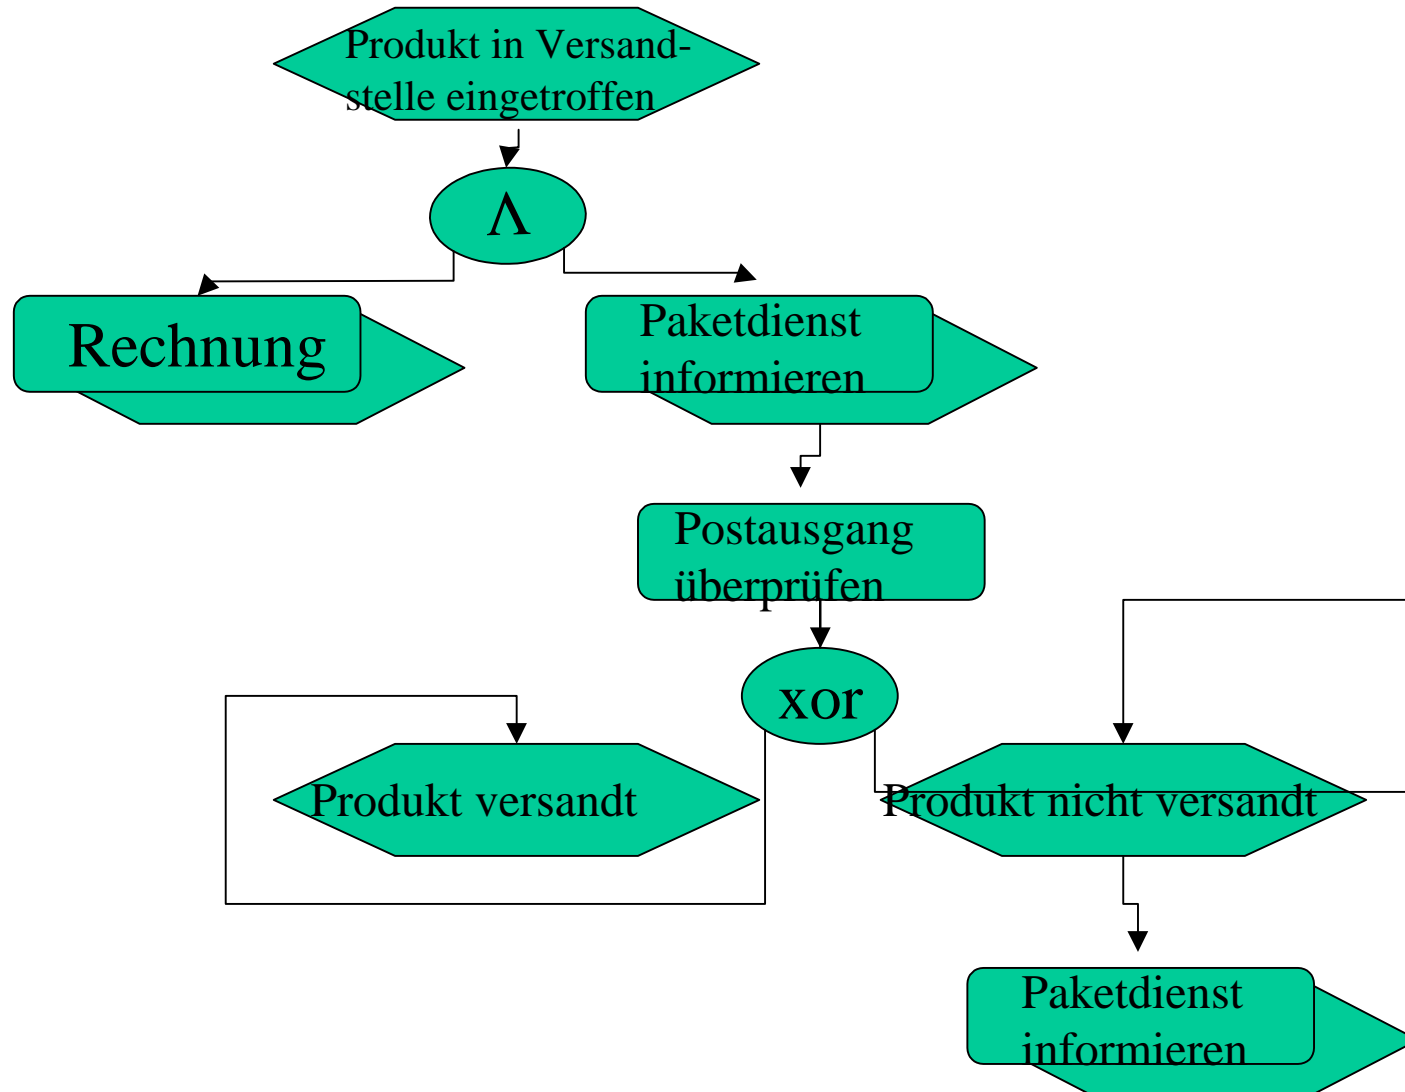 Produkt in Versand-
stelle eingetroffen
Λ
Rechnung
Paketdienst
informieren
Postausgang
überprüfen
xor
Produkt versandt
Produkt nicht versandt
Paketdienst
informieren